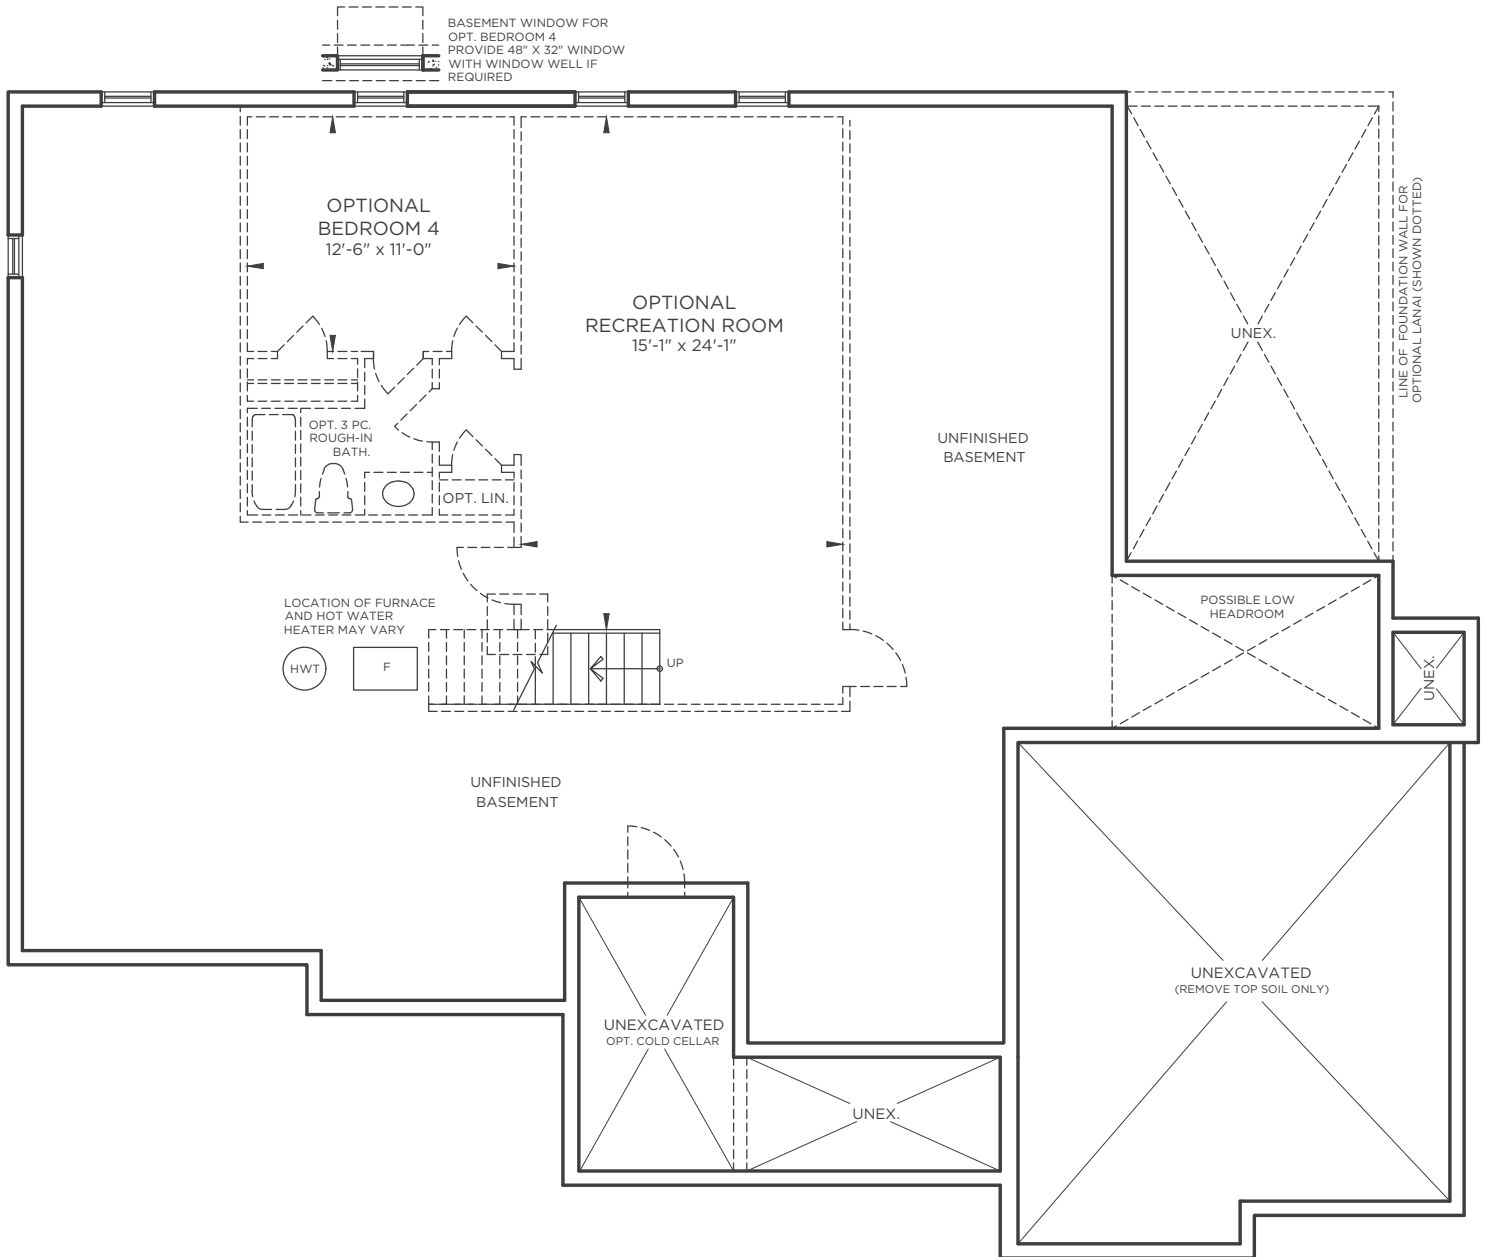 BASEMENT WINDOW FOR
OPT. BEDROOM 4
PROVIDE 48" X 32" WINDOW
WITH WINDOW WELL IF
REQUIRED
OPTIONAL
BEDROOM 4
12'-6" x 11'-0"
OPTIONAL
RECREATION ROOM
15'-1" x 24'-1"
UNEX.
LINE OF FOUNDATION WALL FOR
OPTIONAL LANAI (SHOWN DOTTED)
OPT. 3 PC.
ROUGH-IN
BATH.
UNFINISHED
BASEMENT
OPT. LIN.
LOCATION OF FURNACE
AND HOT WATER
HEATER MAY VARY
HWT
F
UP
POSSIBLE LOW
HEADROOM
UNEX.
UNFINISHED
BASEMENT
UNEXCAVATED
(REMOVE TOP SOIL ONLY)
UNEXCAVATED
OPT. COLD CELLAR
UNEX.